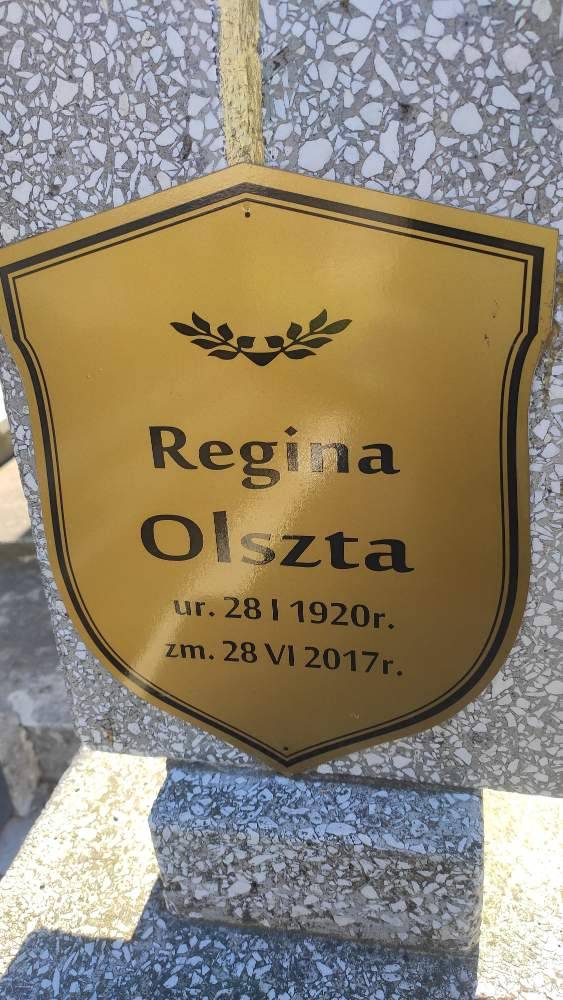 Regina
Olszta
ur. 28 I 1920r.
zm. 28 VI 2017r.